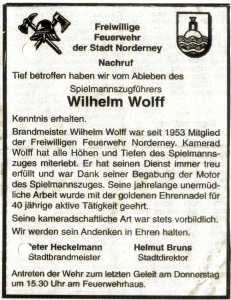 Freiwillige
Feuerwehr
der Stadt Norderney
Nachruf
Tief betroffen haben wir vom Ableben des
Spielmannszugführers
Wilhelm Wolff
Kenntnis erhalten.
Brandmeister Wilhelm Wolff war seit 1953 Mitglied
der Freiwilligen Feuerwehr Norderney. Kamerad
Wolff hat alle Höhen und Tiefen des Spielmanns-
zuges miterlebt. Er hat seinen Dienst immer treu
erfüllt und war Dank seiner Begabung der Motor
des Spielmannszuges. Seine jahrelange unermüd-
liche Arbeit wurde mit der goldenen Ehrennadel für
40 jährige aktive Tätigkeit geehrt.
Seine kameradschaftliche Art war stets vorbildlich.
Wir werden sein Andenken in Ehren halten.
eter Heckelmann Helmut Bruns
Stadtbrandmeister Stadtdirektor
Antreten der Wehr zum letzten Geleit am Donnerstag
um 15.30 Uhr am Feuerwehrhaus.